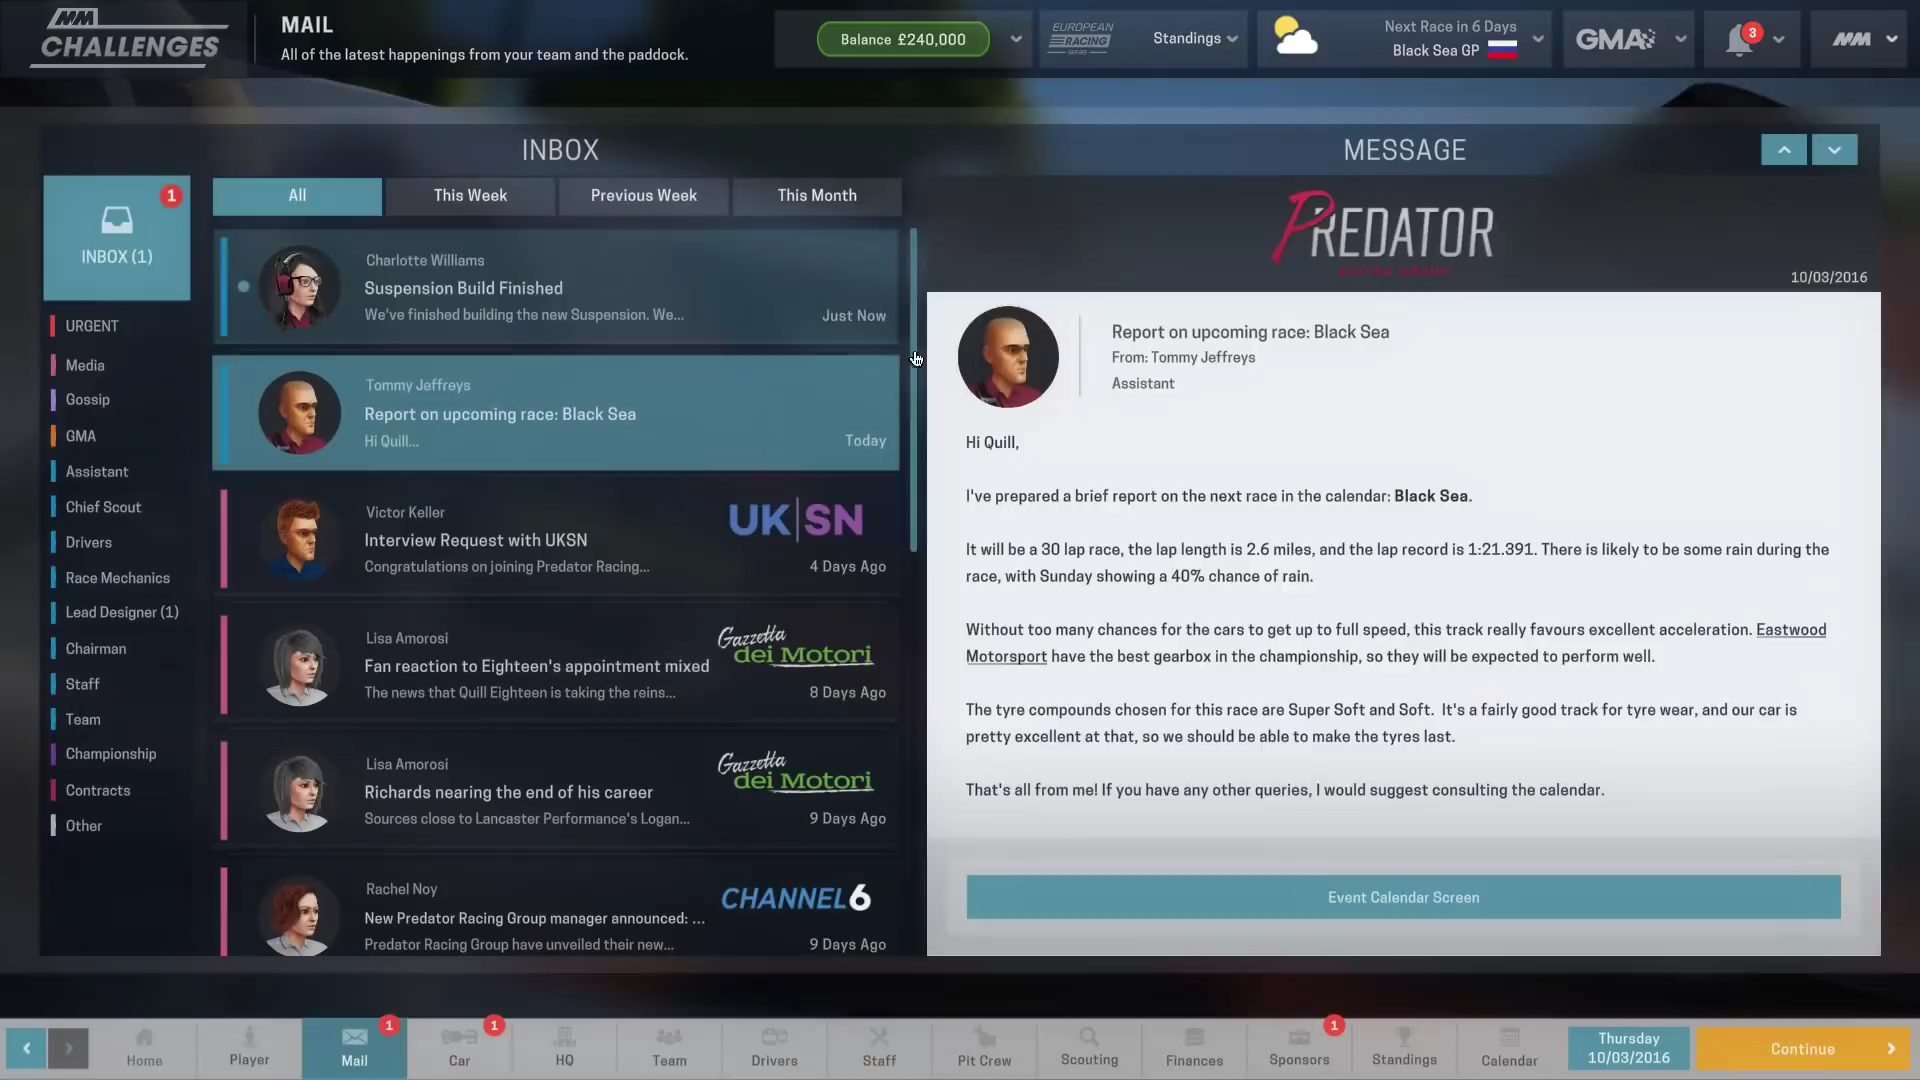 MM
CHALLENGES
MAIL
All of the latest happenings from your team and the paddock.
Balance £240,000
EUROPEAN
RACING
SERIES
Standings
Next Race in 6 Days
Black Sea GP
GMA
3
MM
INBOX
MESSAGE
1
INBOX (1)
All
This Week
Previous Week
This Month
PREDATOR
RACING GROUP
10/03/2016
URGENT
Media
Gossip
GMA
Assistant
Chief Scout
Drivers
Race Mechanics
Lead Designer (1)
Chairman
Staff
Team
Championship
Contracts
Other
Charlotte Williams
Suspension Build Finished
We've finished building the new Suspension. We...
Just Now
Tommy Jeffreys
Report on upcoming race: Black Sea
Hi Quill...
Today
Victor Keller
UK|SN
Interview Request with UKSN
Congratulations on joining Predator Racing...
4 Days Ago
Lisa Amorosi
Gazzetta
dei Motori
Fan reaction to Eighteen's appointment mixed
The news that Quill Eighteen is taking the reins...
8 Days Ago
Lisa Amorosi
Gazzetta
dei Motori
Richards nearing the end of his career
Sources close to Lancaster Performance's Logan...
9 Days Ago
Rachel Noy
CHANNEL6
New Predator Racing Group manager announced: ...
Predator Racing Group have unveiled their new...
9 Days Ago
Report on upcoming race: Black Sea
From: Tommy Jeffreys
Assistant
Hi Quill,
I've prepared a brief report on the next race in the calendar: Black Sea.
It will be a 30 lap race, the lap length is 2.6 miles, and the lap record is 1:21.391. There is likely to be some rain during the
race, with Sunday showing a 40% chance of rain.
Without too many chances for the cars to get up to full speed, this track really favours excellent acceleration. Eastwood
Motorsport have the best gearbox in the championship, so they will be expected to perform well.
The tyre compounds chosen for this race are Super Soft and Soft. It's a fairly good track for tyre wear, and our car is
pretty excellent at that, so we should be able to make the tyres last.
That's all from me! If you have any other queries, I would suggest consulting the calendar.
Event Calendar Screen
Home
Player
1
Mail
1
Car
HQ
Team
Drivers
Staff
Pit Crew
Scouting
Finances
1
Sponsors
Standings
Calendar
Thursday
10/03/2016
Continue